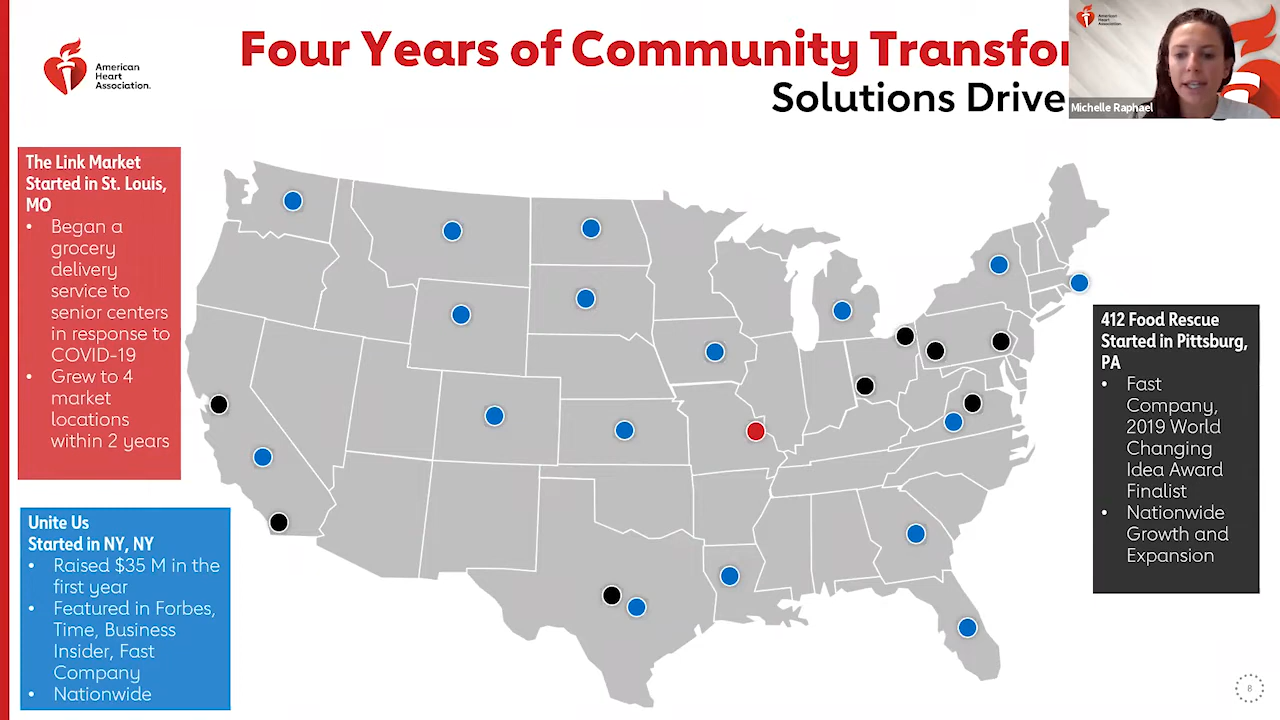 American
Heart
Association.
Four Years of Community
Solutions
American
Heart
Association.
Michelle Raphael
The Link Market
Started in St. Louis,
MO
• Began a
grocery
delivery
service to
senior centers
in response to
COVID-19
• Grew to 4
market
locations
within 2 years
Unite Us
Started in NY, NY
• Raised $35 M in the
first year
• Featured in Forbes,
Time, Business
Insider, Fast
Company
• Nationwide
412 Food Rescue
Started in Pittsburg,
PA
• Fast
Company,
2019 World
Changing
Idea Award
Finalist
• Nationwide
Growth and
Expansion
8